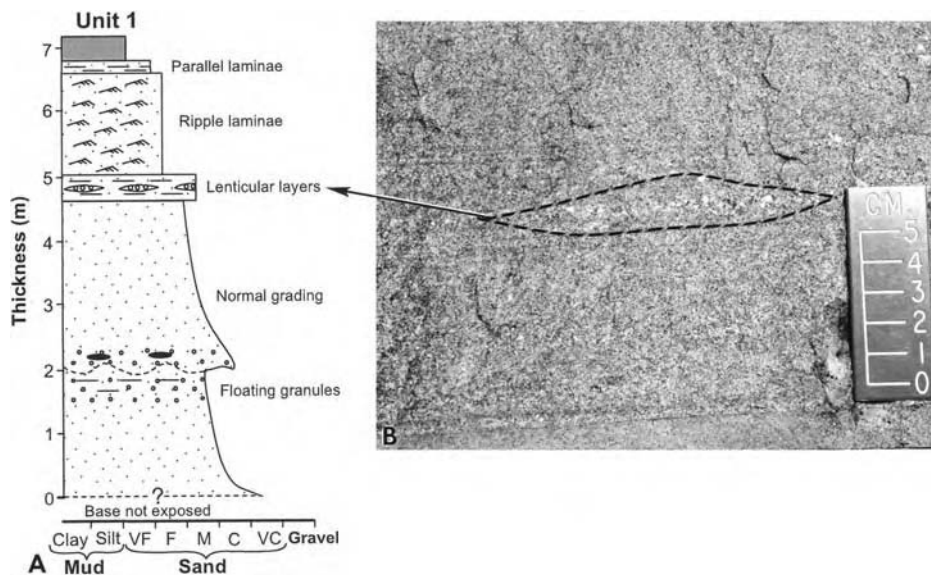 Unit 1
7
Parallel laminae
6
Ripple laminae
5
Lenticular layers
4
Normal grading
3
2
Floating granules
1
0
?
Base not exposed
Thickness (m)
Clay Silt VF F M C VC Gravel
Mud Sand
A
B
CM
5
4
3
2
1
0